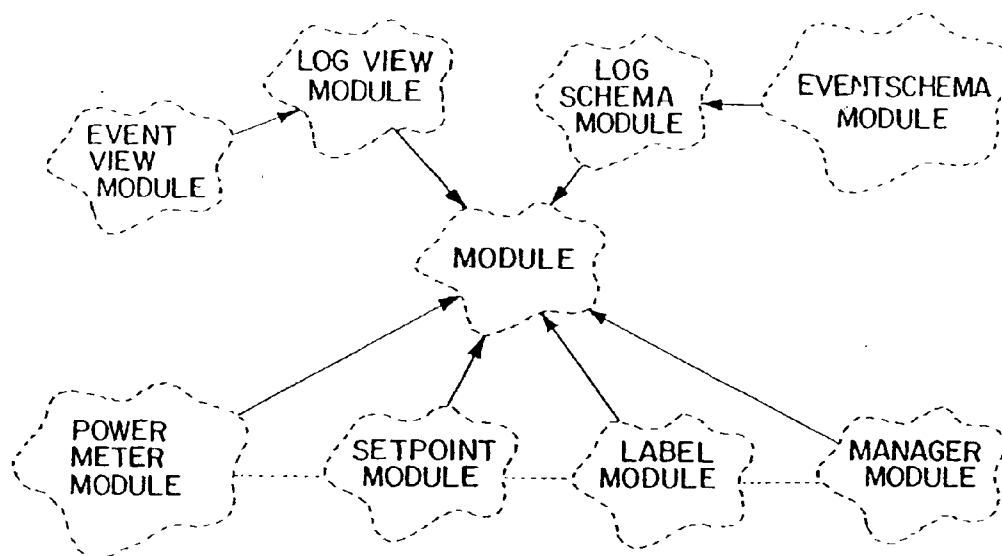 LOG VIEW
MODULE
LOG
SCHEMA
MODULE
EVENTSCHEMA
MODULE
EVENT
VIEW
MODULE
MODULE
POWER
METER
MODULE
SETPOINT
MODULE
LABEL
MODULE
MANAGER
MODULE